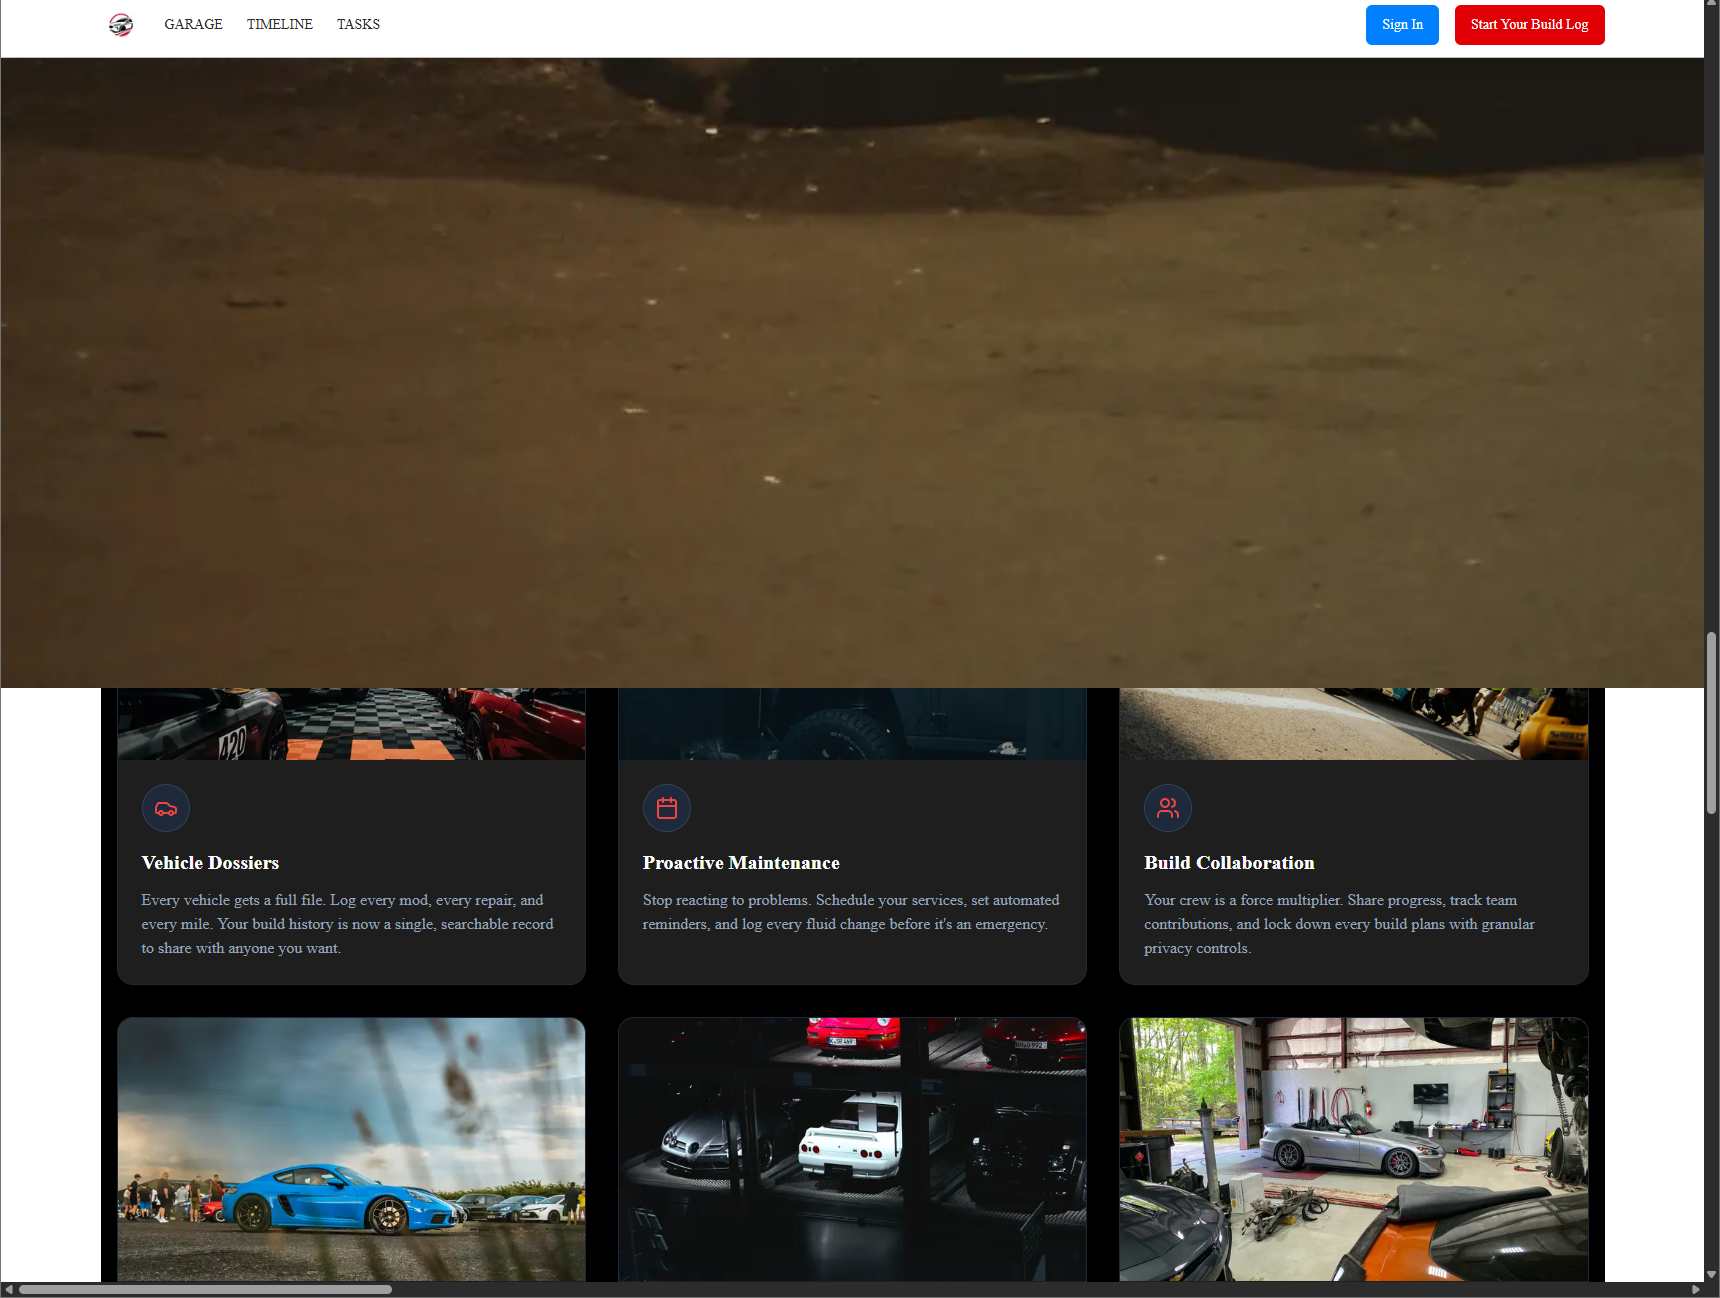 GARAGE TIMELINE TASKS Sign In Start Your Build Log
420
DEWALT
Vehicle Dossiers
Every vehicle gets a full file. Log every mod, every repair, and
every mile. Your build history is now a single, searchable record
to share with anyone you want.
Proactive Maintenance
Stop reacting to problems. Schedule your services, set automated
reminders, and log every fluid change before it's an emergency.
Build Collaboration
Your crew is a force multiplier. Share progress, track team
contributions, and lock down every build plans with granular
privacy controls.